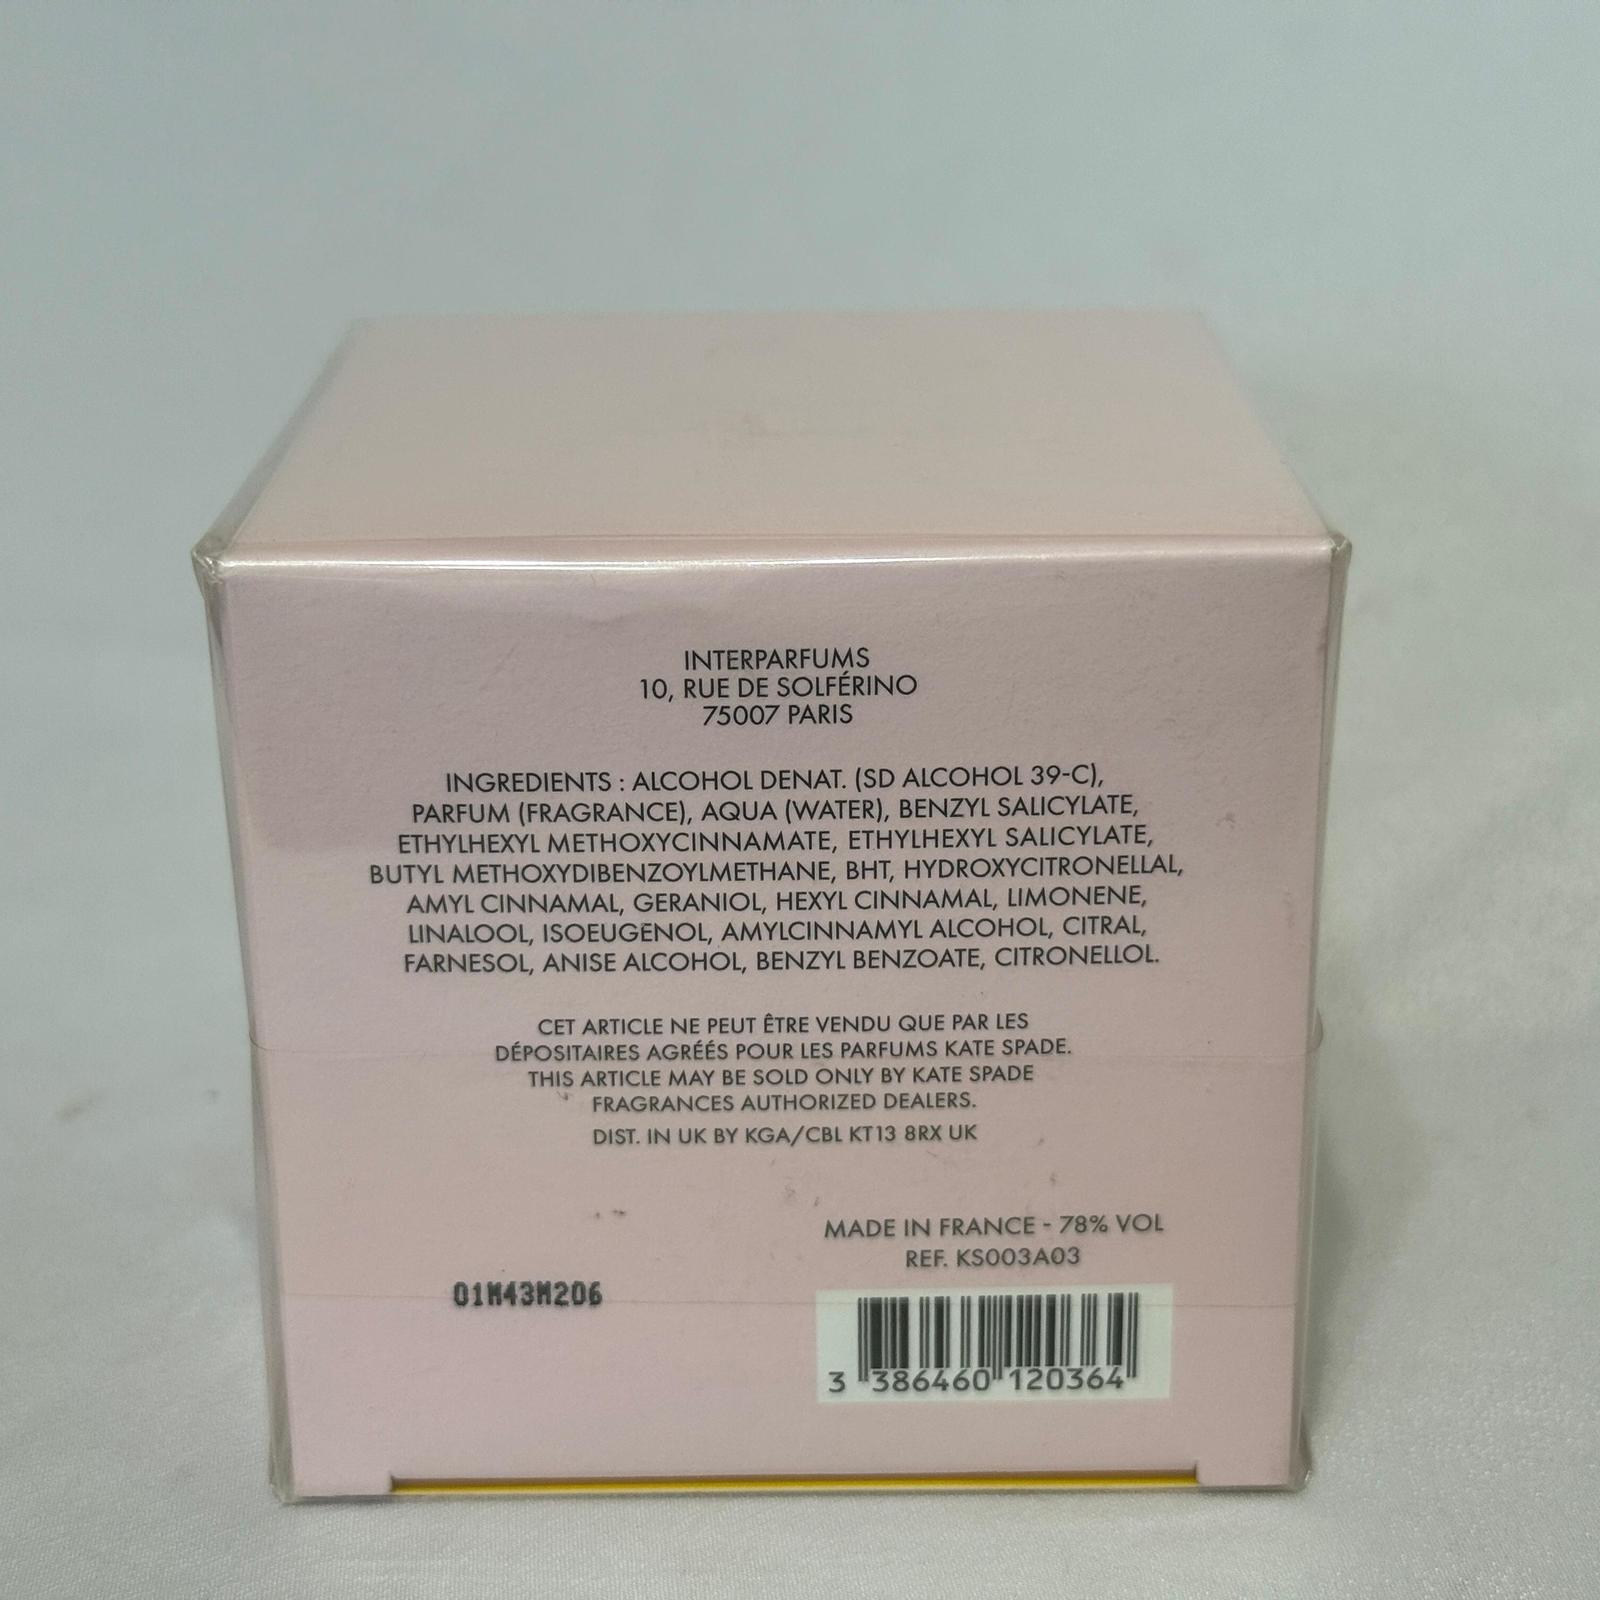 INTERPARFUMS
10, RUE DE SOLFÉRINO
75007 PARIS
INGREDIENTS : ALCOHOL DENAT. (SD ALCOHOL 39-C),
PARFUM (FRAGRANCE), AQUA (WATER), BENZYL SALICYLATE,
ETHYLHEXYL METHOXYCINNAMATE, ETHYLHEXYL SALICYLATE,
BUTYL METHOXYDIBENZOYLMETHANE, BHT, HYDROXYCITRONELLAL,
AMYL CINNAMAL, GERANIOL, HEXYL CINNAMAL, LIMONENE,
LINALOOL, ISOEUGENOL, AMYLCINNAMYL ALCOHOL, CITRAL,
FARNESOL, ANISE ALCOHOL, BENZYL BENZOATE, CITRONELLOL.
CET ARTICLE NE PEUT ÊTRE VENDU QUE PAR LES
DÉPOSITAIRES AGRÉÉS POUR LES PARFUMS KATE SPADE.
THIS ARTICLE MAY BE SOLD ONLY BY KATE SPADE
FRAGRANCES AUTHORIZED DEALERS.
DIST. IN UK BY KGA/CBL KT13 8RX UK
MADE IN FRANCE - 78% VOL
REF. KS003A03
01M43M206
3 386460 120364